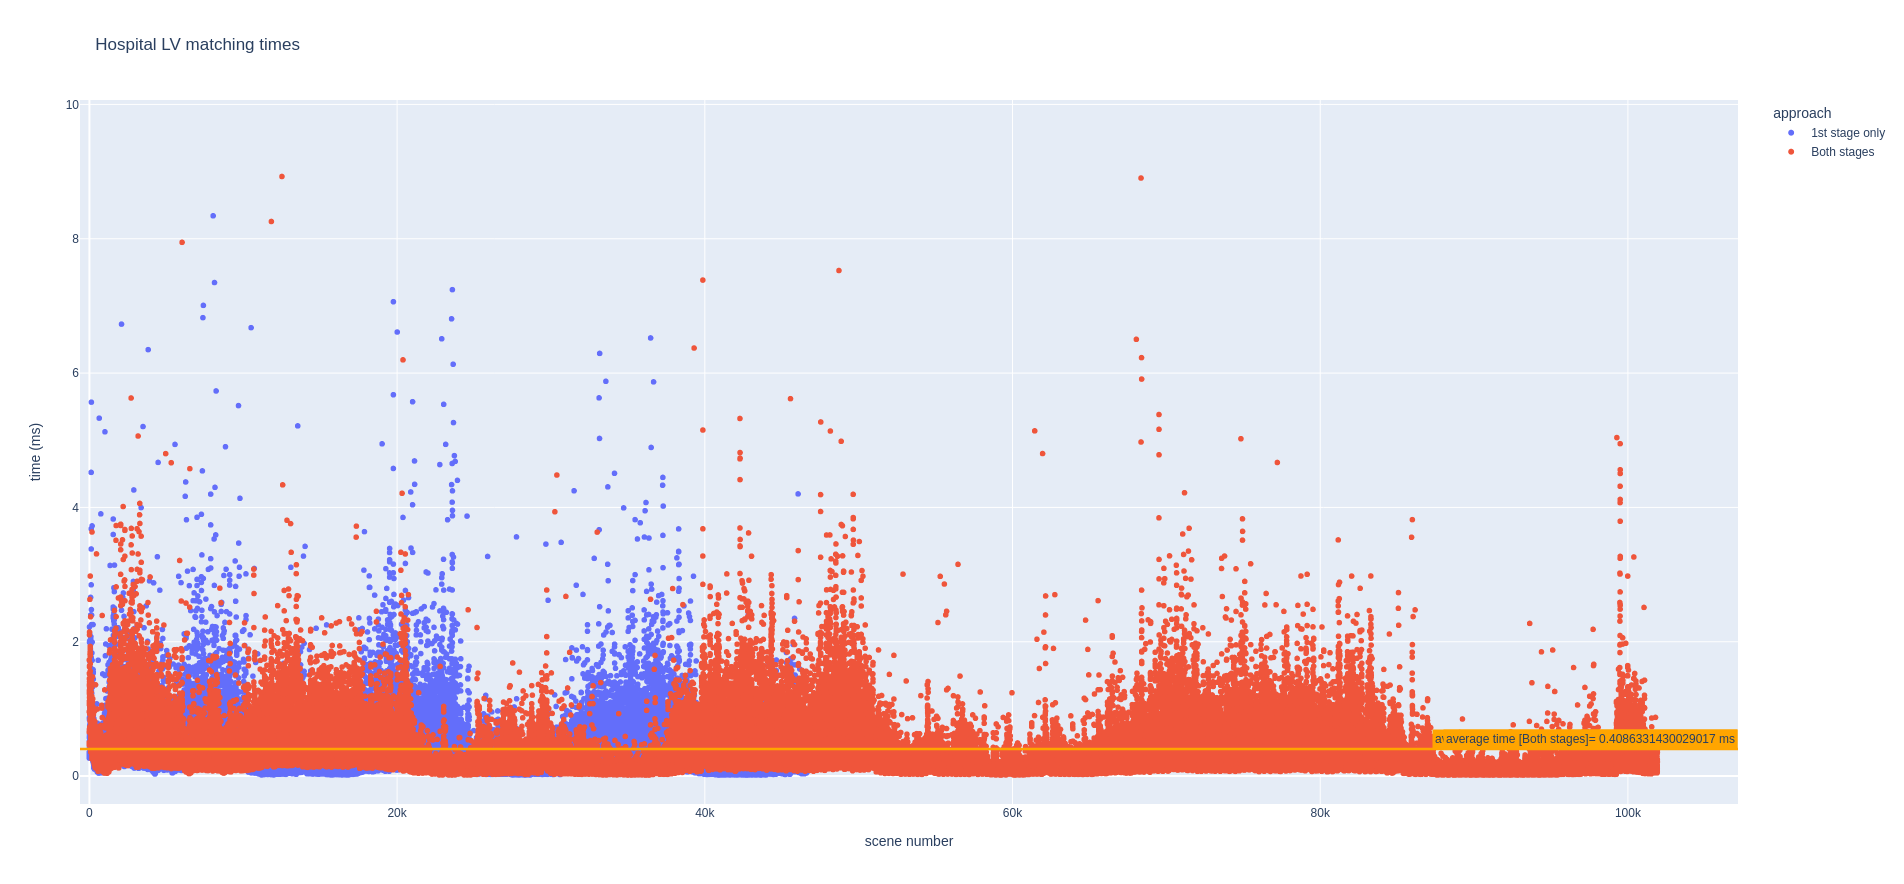 Hospital LV matching times
10
8
6
4
2
0
time (ms)
0
20k
40k
60k
80k
100k
scene number
approach
1st stage only
Both stages
average time [Both stages]= 0.4086331430029017 ms